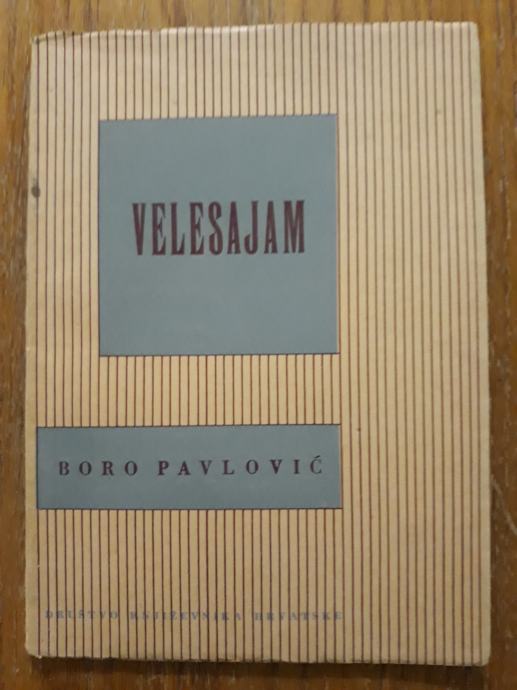 VELESAJAM
BORO PAVLOVIĆ
DRUŠTVO KNJIŽEVNIKA HRVATSKE